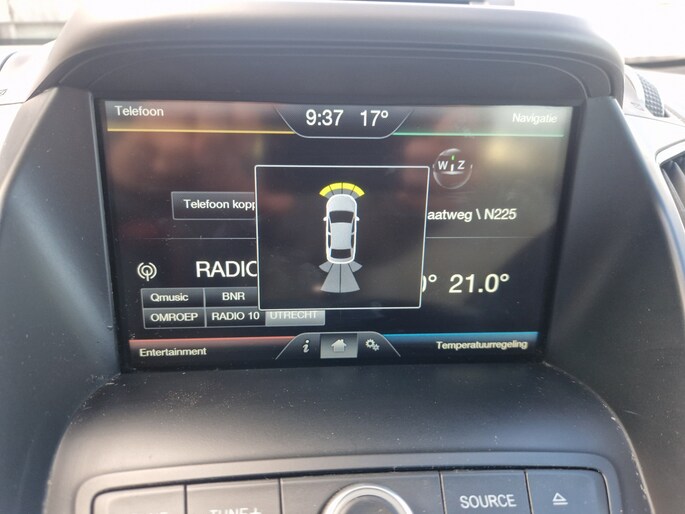 Telefoon
9:37 17°
Navigatie
W Z
Telefoon kopp
aatweg \ N225
RADIO
21.0°
Qmusic BNR
OMROEP RADIO 10 UTRECHT
Entertainment
i
Temperatuurregeling
TUNE+
SOURCE